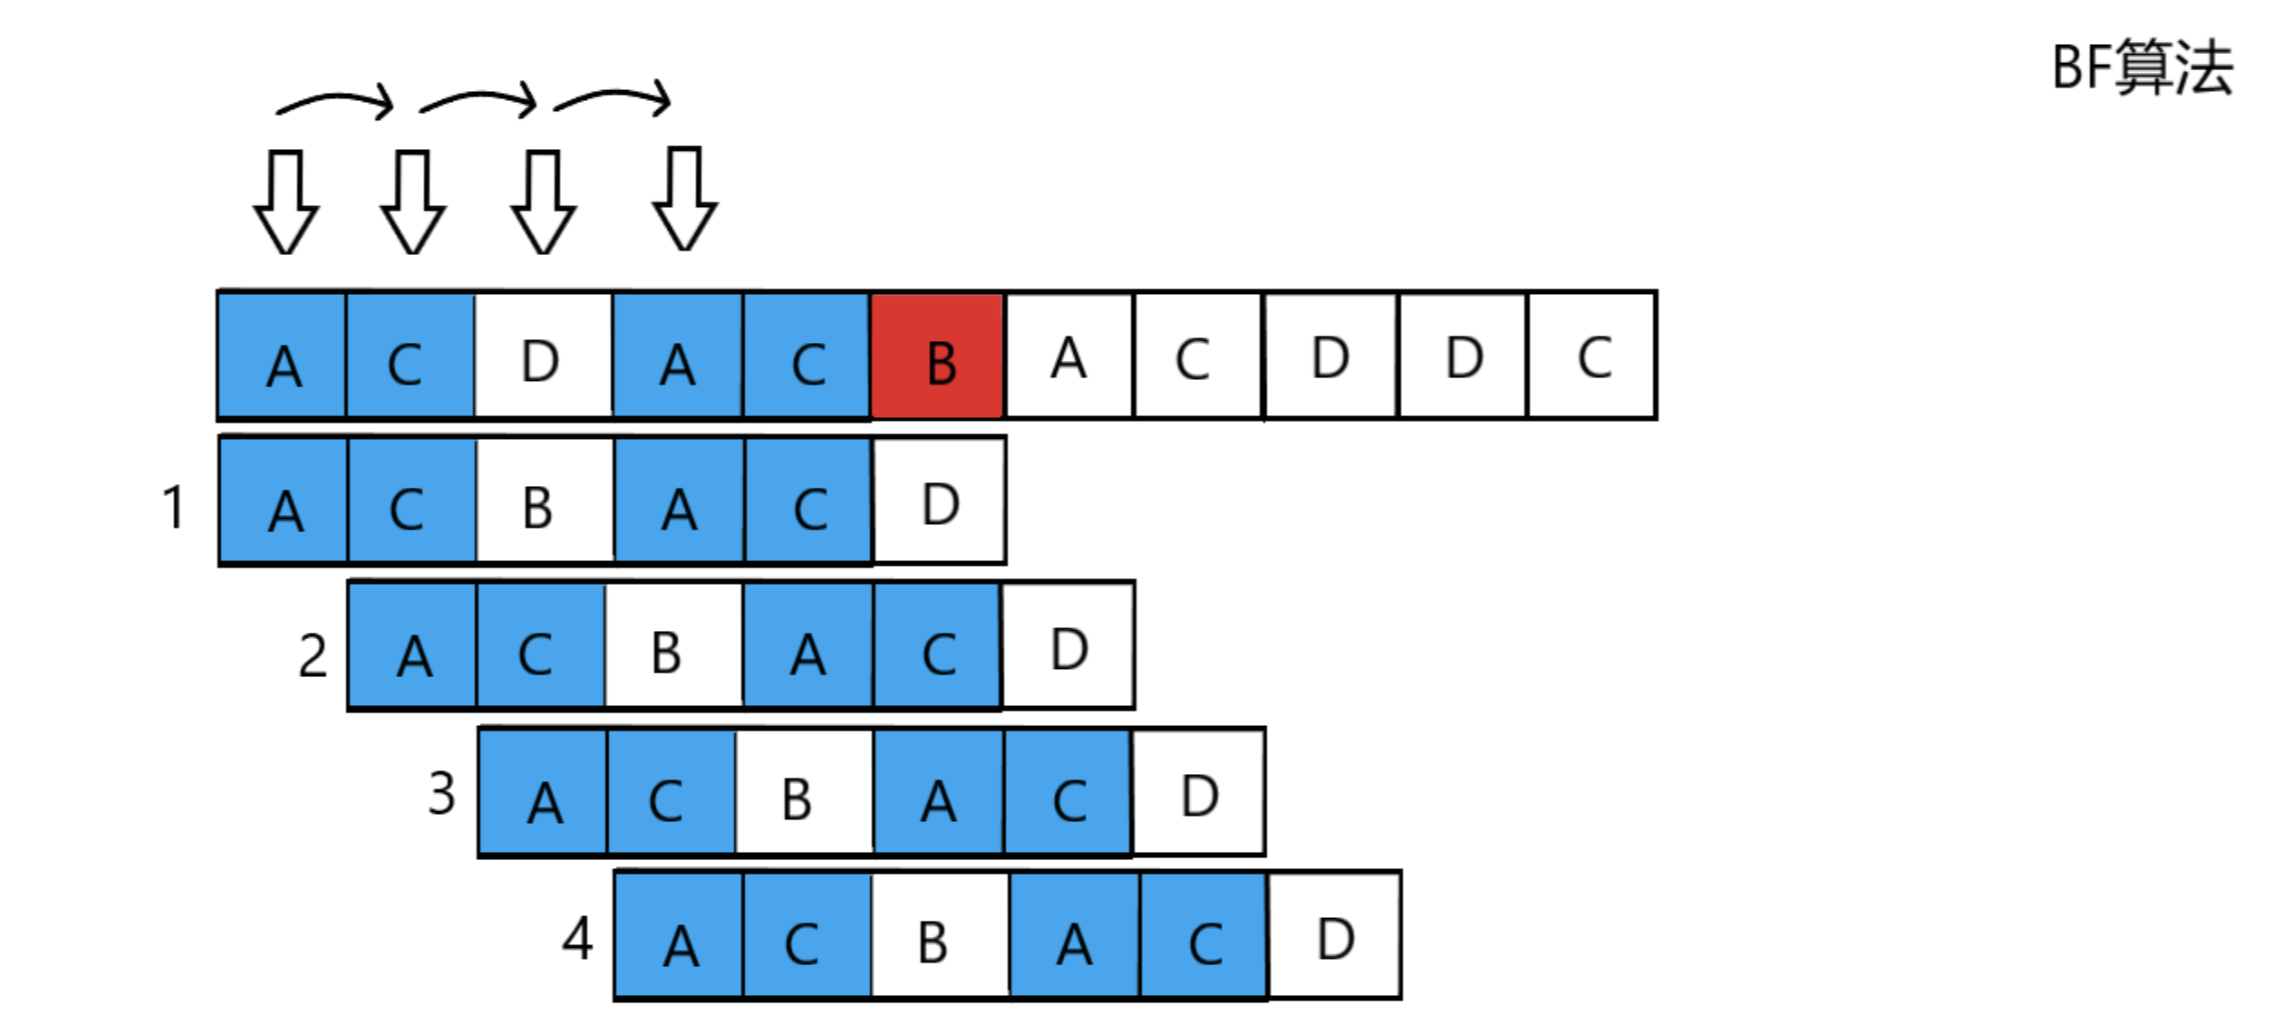 BF算法
A C D A C B A C D D C
1 A C B A C D
2 A C B A C D
3 A C B A C D
4 A C B A C D